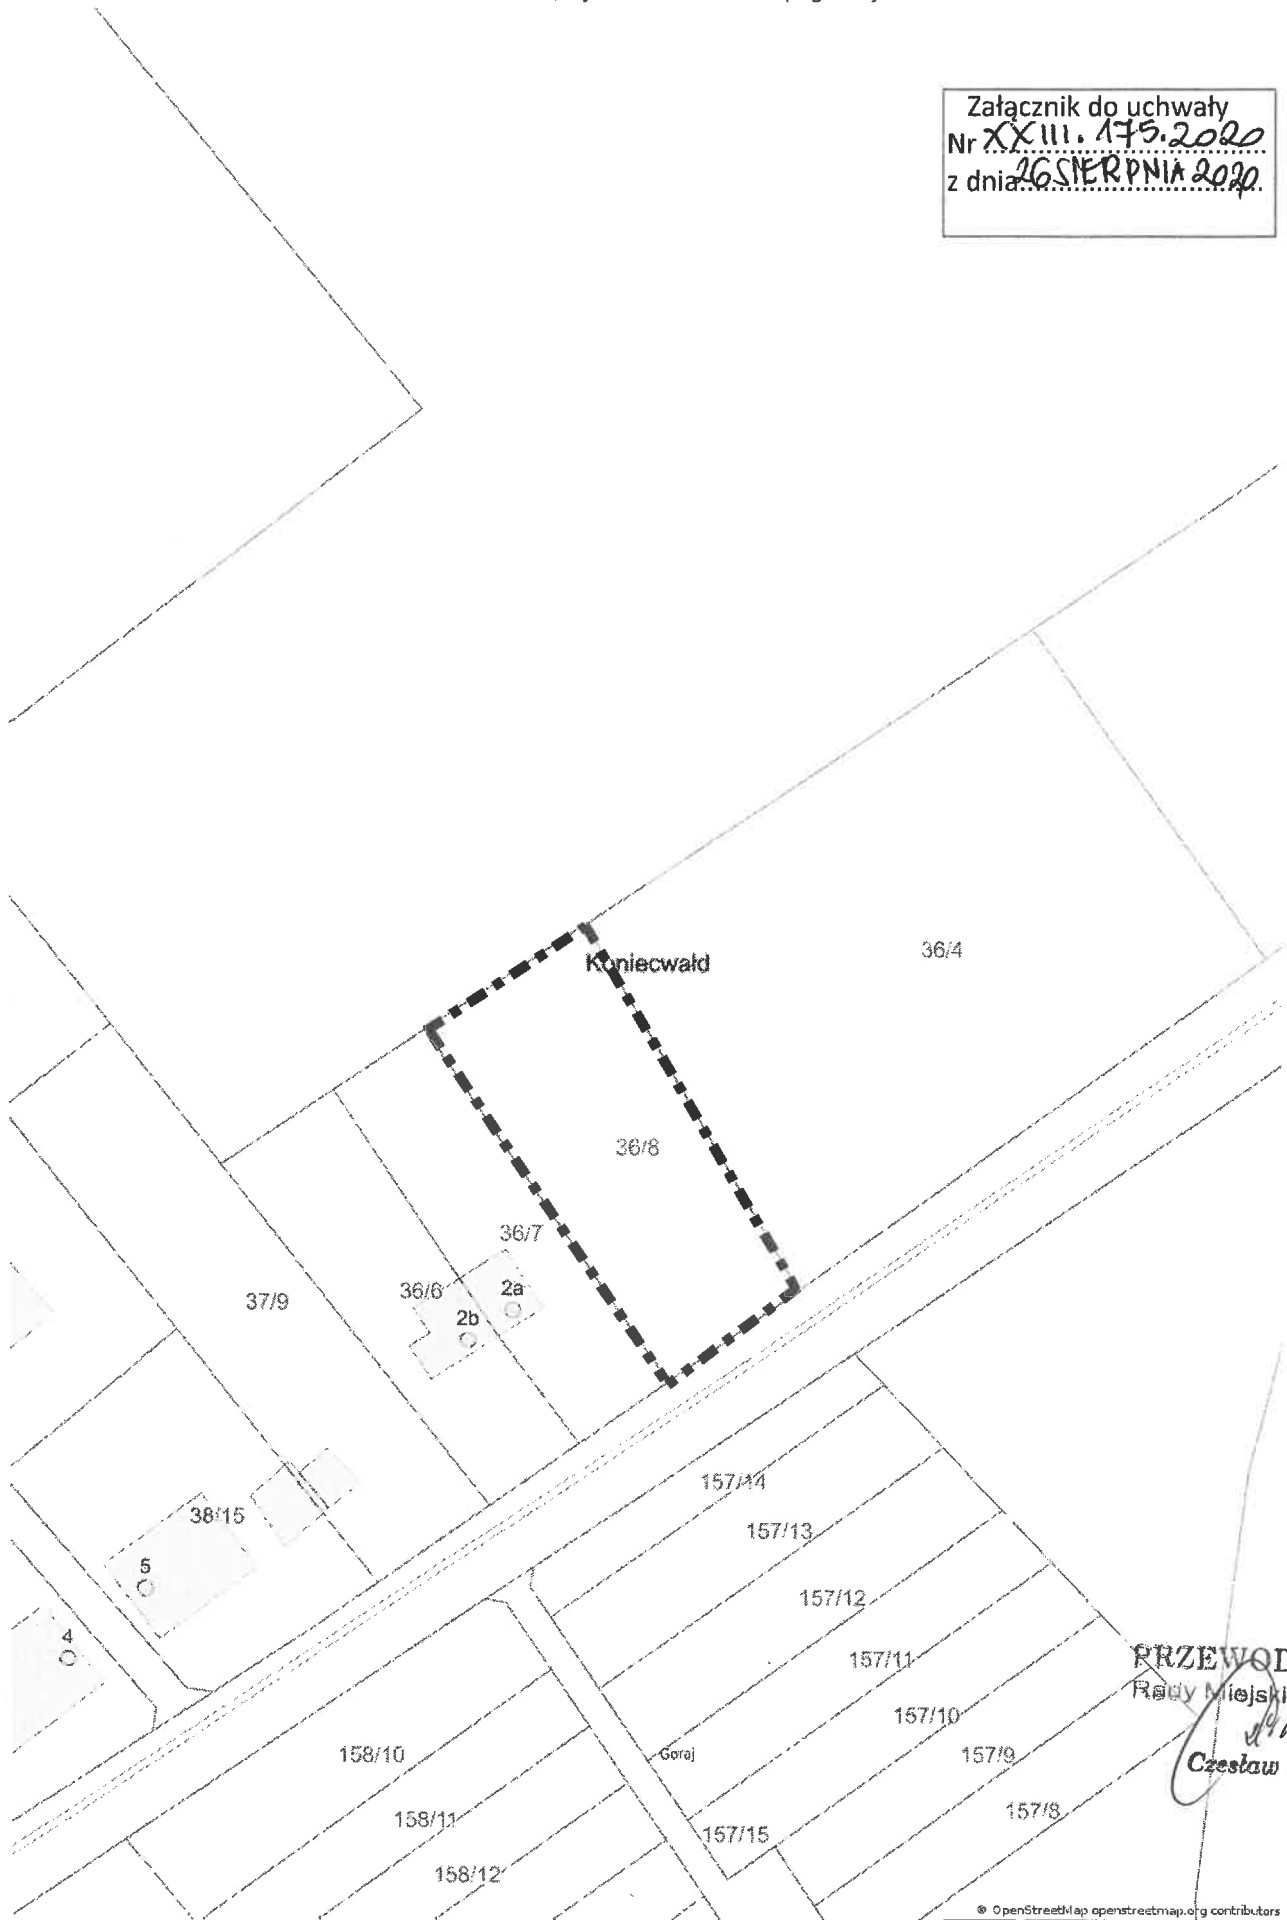 Załącznik do uchwały
Nr XXIII.175.2020
z dnia 26 SIERPNIA 2020
Koniecwałd
36/4
36/8
36/7
36/6
2a
2b
37/9
38/15
5
4
157/14
157/13
157/12
157/11
157/10
157/9
157/8
157/15
158/10
158/11
158/12
Goraj
PRZEWOD
Rady Miejski
Czesław
© OpenStreetMap openstreetmap.org contributors